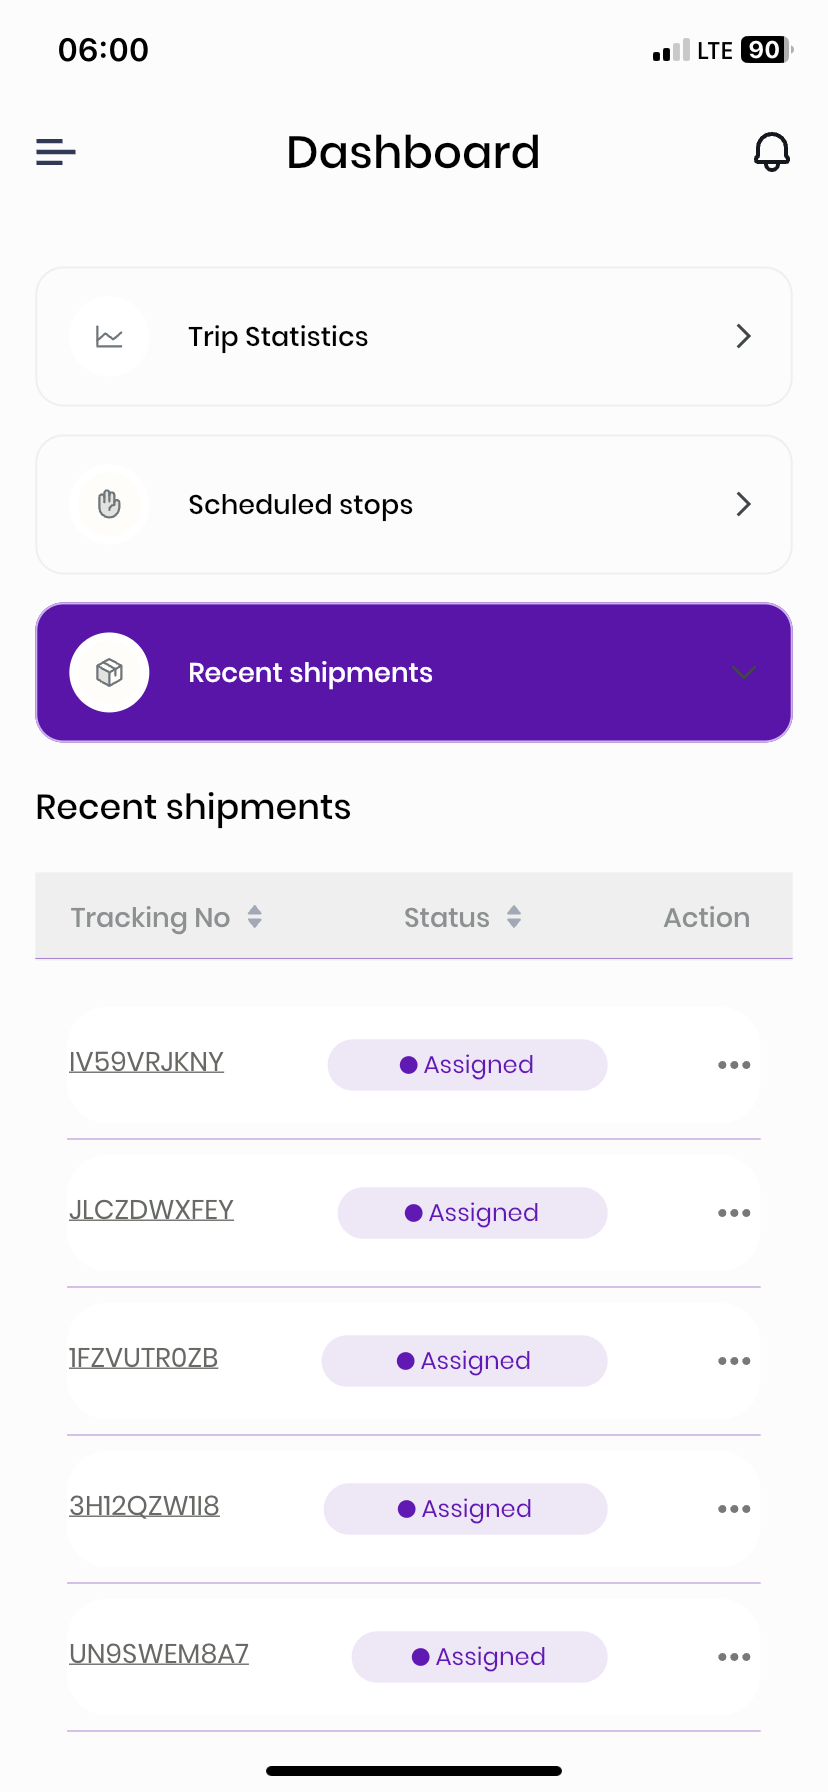 06:00 LTE 90
Dashboard
Trip Statistics
Scheduled stops
Recent shipments
Recent shipments
Tracking No Status Action
IV59VRJKNY Assigned
JLCZDWXFEY Assigned
1FZVUTR0ZB Assigned
3H12QZW1I8 Assigned
UN9SWEM8A7 Assigned